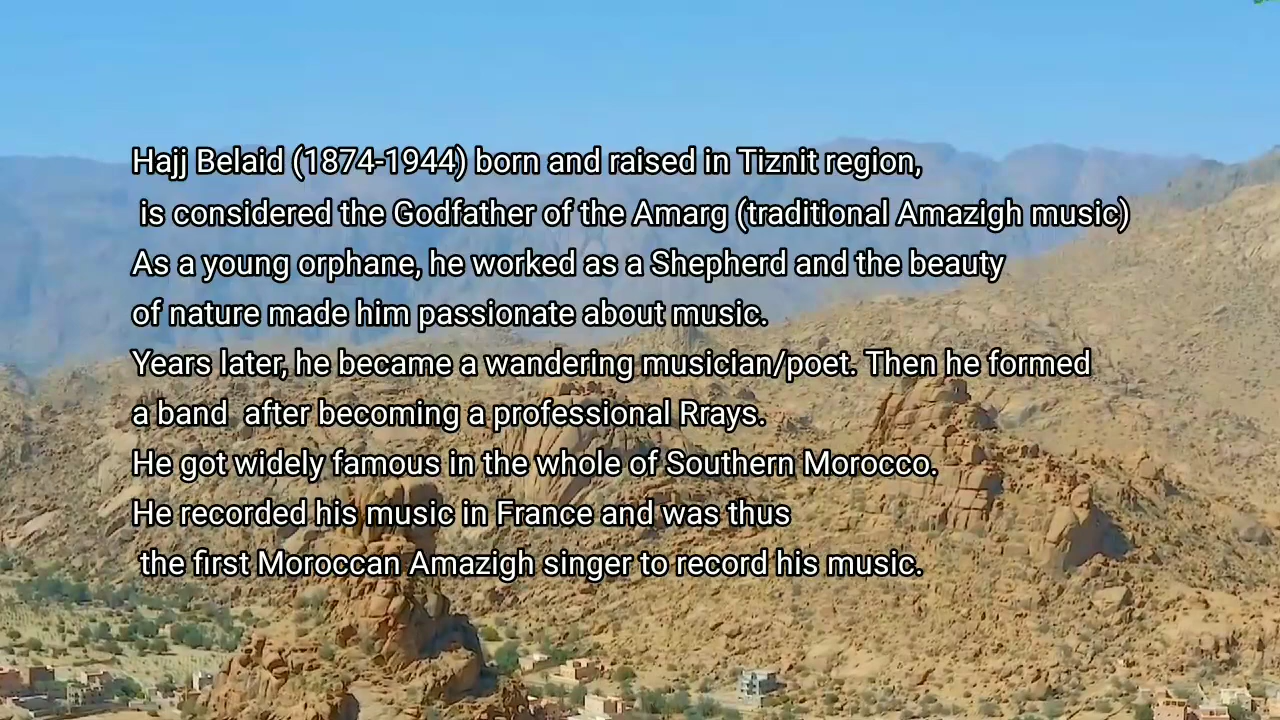 Hajj Belaid (1874-1944) born and raised in Tiznit region,
is considered the Godfather of the Amarg (traditional Amazigh music)
As a young orphane, he worked as a Shepherd and the beauty
of nature made him passionate about music.
Years later, he became a wandering musician/poet. Then he formed
a band  after becoming a professional Rrays.
He got widely famous in the whole of Southern Morocco.
He recorded his music in France and was thus
the first Moroccan Amazigh singer to record his music.